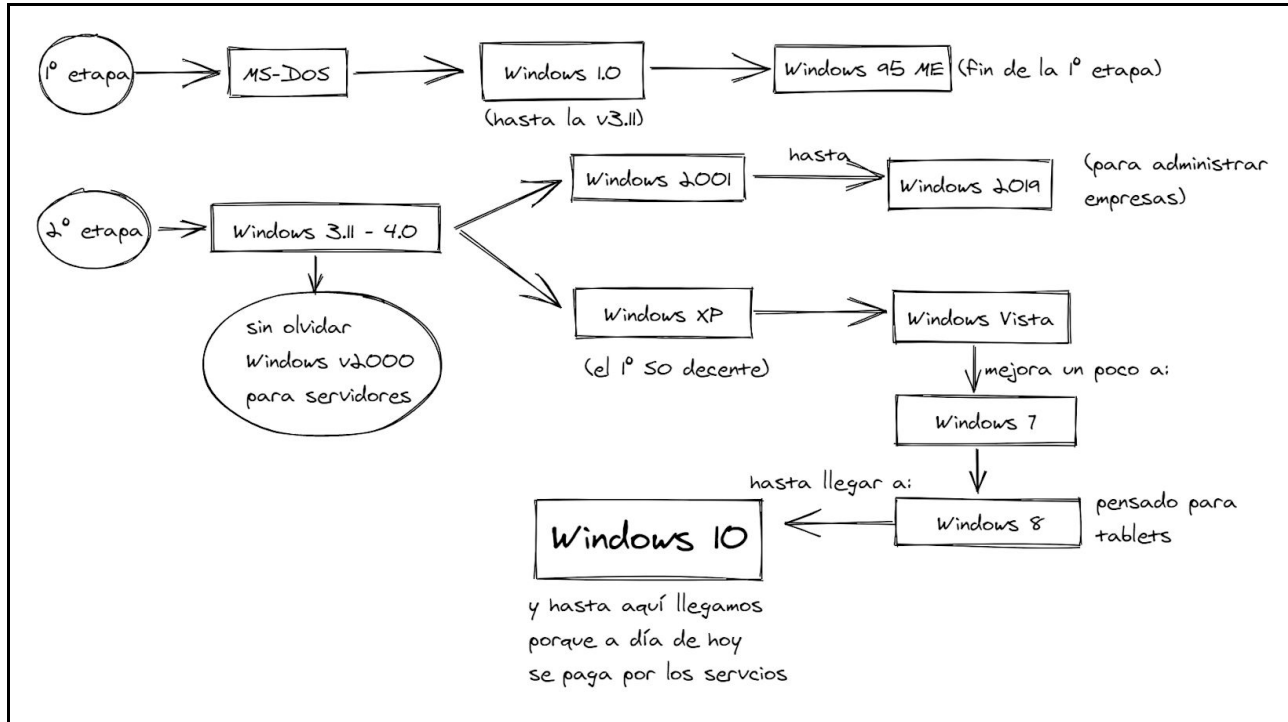 1º etapa
MS-DOS
Windows 1.0
(hasta la v3.11)
Windows 95 ME
(fin de la 1º etapa)
2º etapa
Windows 3.11 - 4.0
sin olvidar
Windows v2000
para servidores
Windows 2001
hasta
Windows 2019
(para administrar
empresas)
Windows XP
(el 1º SO decente)
Windows Vista
mejora un poco a:
Windows 7
Windows 8
pensado para
tablets
hasta llegar a:
Windows 10
y hasta aquí llegamos
porque a día de hoy
se paga por los servcios